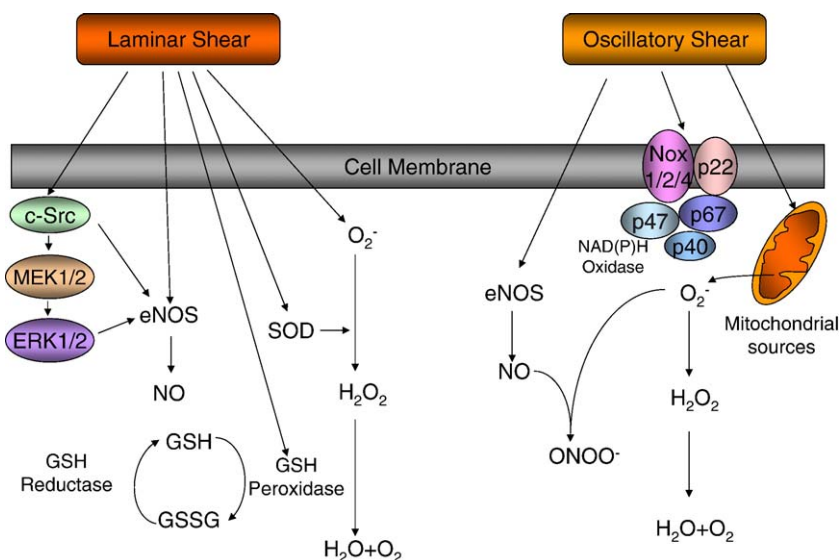 Laminar Shear
Oscillatory Shear
Cell Membrane
Nox
1/2/4
p22
c-Src
p47
p67
p40
NAD(P)H
Oxidase
MEK1/2
ERK1/2
eNOS
NO
SOD
O₂⁻
H₂O₂
GSH
Reductase
GSH
GSSG
GSH
Peroxidase
H₂O+O₂
eNOS
NO
ONOO⁻
O₂⁻
Mitochondrial
sources
H₂O₂
H₂O+O₂